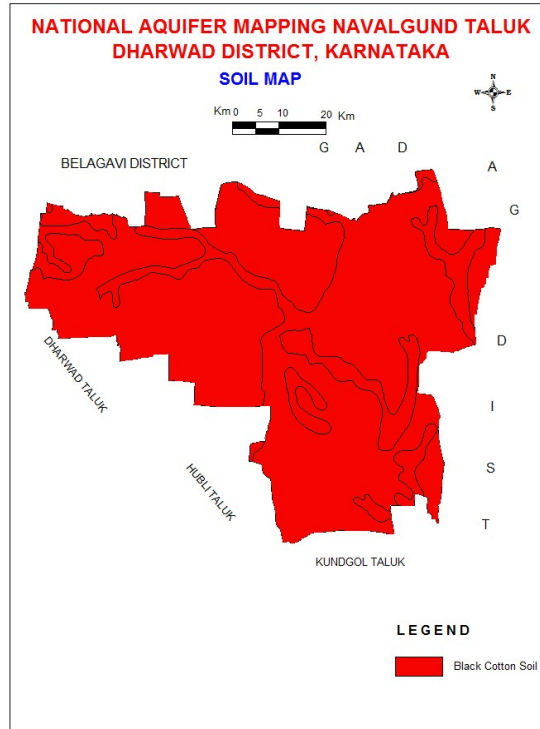 NATIONAL AQUIFER MAPPING NAVALGUND TALUK
DHARWAD DISTRICT, KARNATAKA
SOIL MAP
N
W E
S
Km 0 5 10 20 Km
G A D
A
G
BELAGAVI DISTRICT
D
I
S
T
DHARWAD TALUK
HUBLI TALUK
KUNDGOL TALUK
LEGEND
Black Cotton Soil